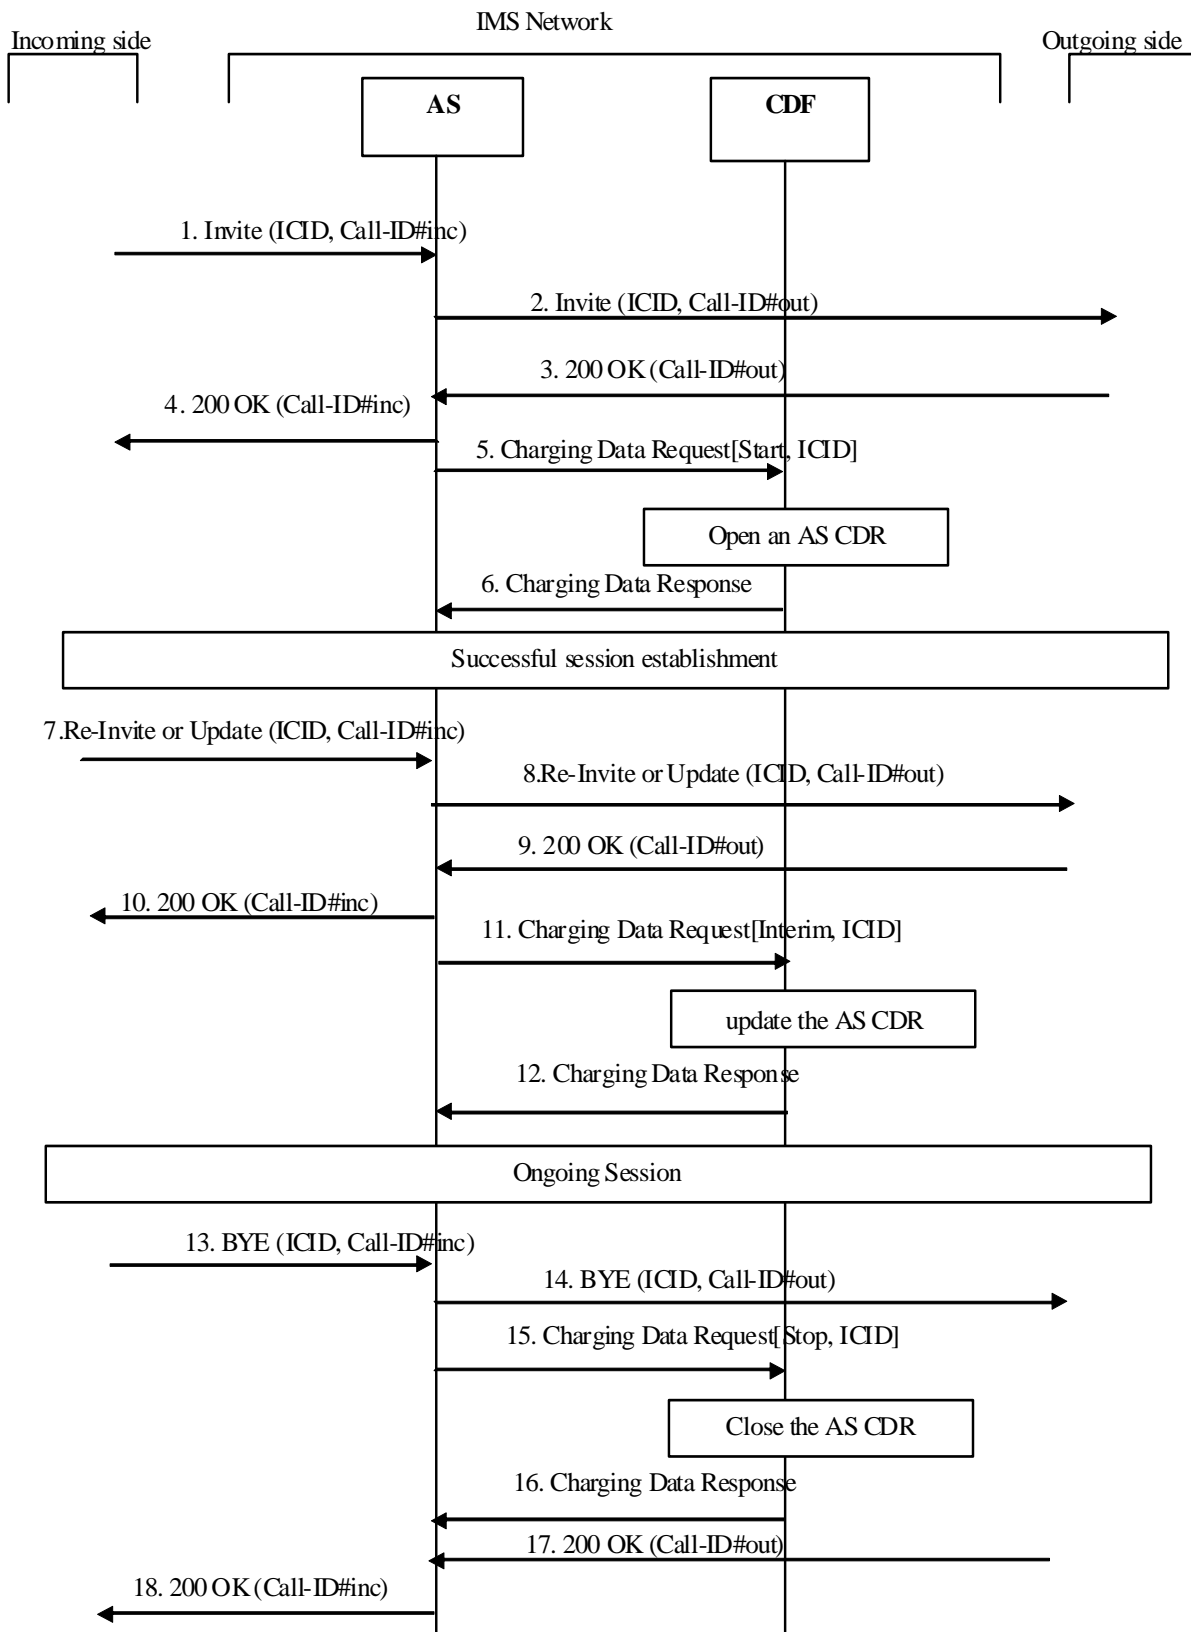 IMS Network
Incoming side
Outgoing side
AS
CDF
1. Invite (ICID, Call-ID#inc)
2. Invite (ICID, Call-ID#out)
3. 200 OK (Call-ID#out)
4. 200 OK (Call-ID#inc)
5. Charging Data Request[Start, ICID]
Open an AS CDR
6. Charging Data Response
Successful session establishment
7.Re-Invite or Update (ICID, Call-ID#inc)
8.Re-Invite or Update (ICID, Call-ID#out)
9. 200 OK (Call-ID#out)
10. 200 OK (Call-ID#inc)
11. Charging Data Request[Interim, ICID]
update the AS CDR
12. Charging Data Response
Ongoing Session
13. BYE (ICID, Call-ID#inc)
14. BYE (ICID, Call-ID#out)
15. Charging Data Request[Stop, ICID]
Close the AS CDR
16. Charging Data Response
17. 200 OK (Call-ID#out)
18. 200 OK (Call-ID#inc)